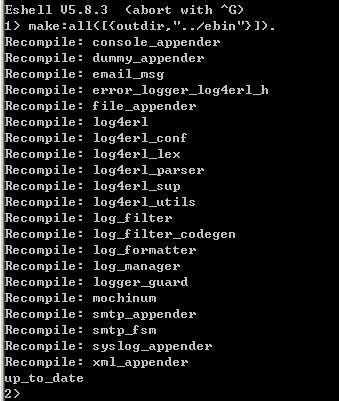 Eshell V5.8.3  (abort with ^G)
1> make:all([{outdir,"../ebin"}]).
Recompile: console_appender
Recompile: dummy_appender
Recompile: email_msg
Recompile: error_logger_log4erl_h
Recompile: file_appender
Recompile: log4erl
Recompile: log4erl_conf
Recompile: log4erl_lex
Recompile: log4erl_parser
Recompile: log4erl_sup
Recompile: log4erl_utils
Recompile: log_filter
Recompile: log_filter_codegen
Recompile: log_formatter
Recompile: log_manager
Recompile: logger_guard
Recompile: mochinum
Recompile: smtp_appender
Recompile: smtp_fsm
Recompile: syslog_appender
Recompile: xml_appender
up_to_date
2>